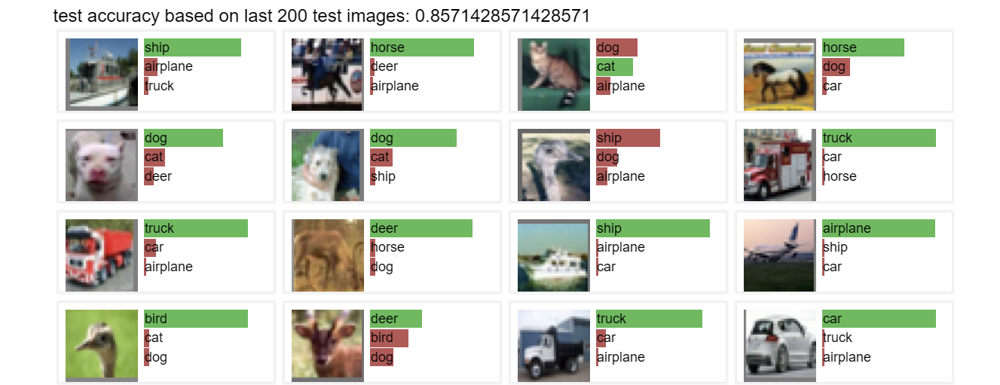 test accuracy based on last 200 test images: 0.8571428571428571
ship
airplane
truck
horse
deer
airplane
dog
cat
airplane
horse
dog
car
dog
cat
deer
dog
cat
ship
ship
dog
airplane
truck
car
horse
truck
car
airplane
deer
horse
dog
ship
airplane
car
airplane
ship
car
bird
cat
dog
deer
bird
dog
truck
car
airplane
car
truck
airplane